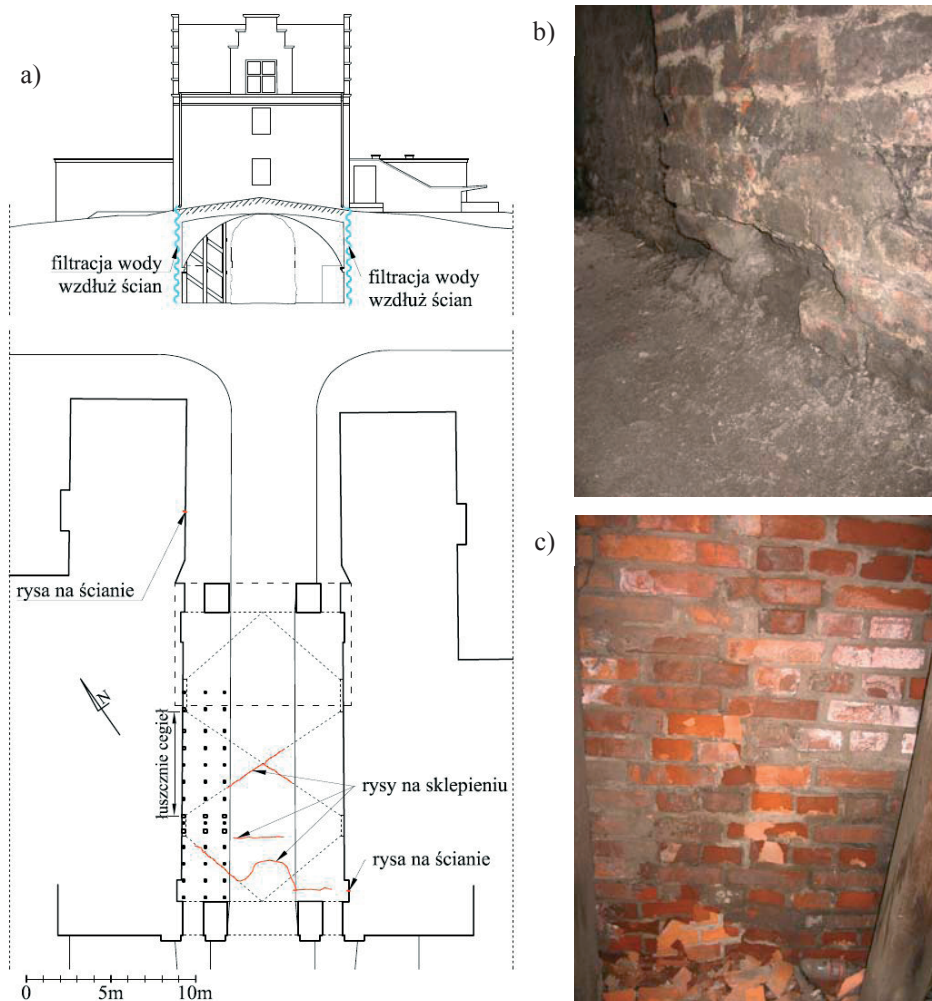 a)
filtracja wody
wzdłuż ścian
filtracja wody
wzdłuż ścian
rysa na ścianie
N
łuszcznie cegieł
rysy na sklepieniu
rysa na ścianie
0 5m 10m
b)
c)